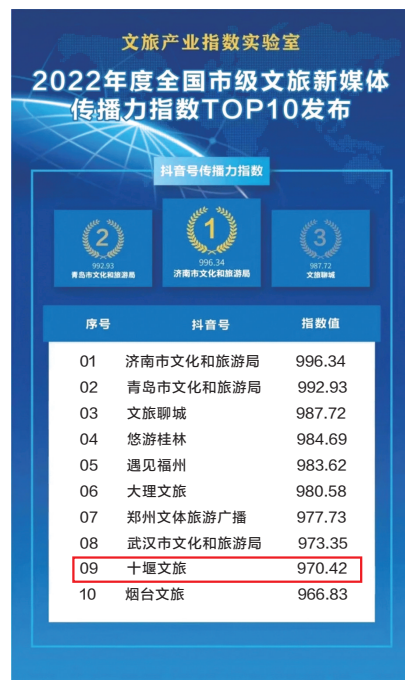 文旅产业指数实验室
2022年度全国市级文旅新媒体
传播力指数TOP10发布
抖音号传播力指数
2
992.93
青岛市文化和旅游局
1
996.34
济南市文化和旅游局
3
987.72
文旅聊城
序号 抖音号 指数值
01 济南市文化和旅游局 996.34
02 青岛市文化和旅游局 992.93
03 文旅聊城 987.72
04 悠游桂林 984.69
05 遇见福州 983.62
06 大理文旅 980.58
07 郑州文体旅游广播 977.73
08 武汉市文化和旅游局 973.35
09 十堰文旅 970.42
10 烟台文旅 966.83